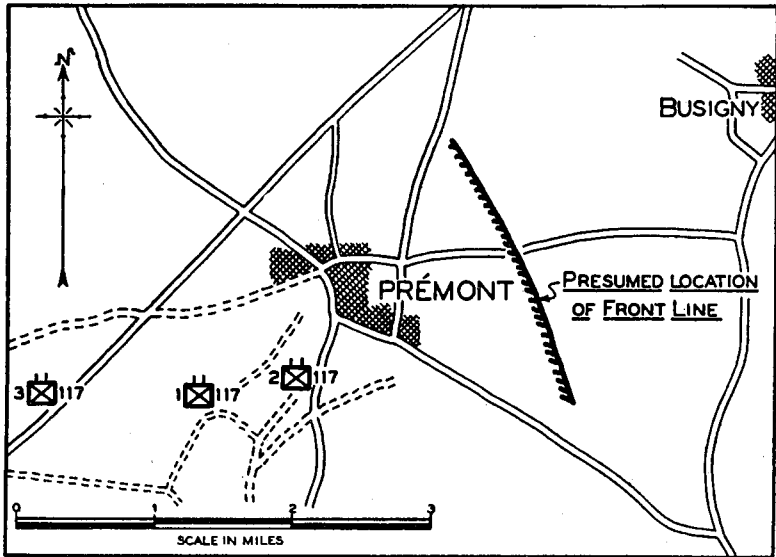 N
BUSIGNY
PRÉMONT
PRESUMED LOCATION
OF FRONT LINE
3 117
1 117
2 117
0 1 2 3
SCALE IN MILES